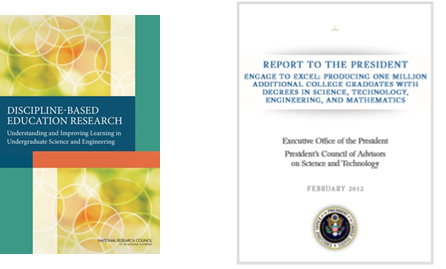 DISCIPLINE-BASED
EDUCATION RESEARCH
Understanding and Improving Learning in
Undergraduate Science and Engineering
NATIONAL RESEARCH COUNCIL
REPORT TO THE PRESIDENT
ENGAGE TO EXCEL: PRODUCING ONE MILLION
ADDITIONAL COLLEGE GRADUATES WITH
DEGREES IN SCIENCE, TECHNOLOGY,
ENGINEERING, AND MATHEMATICS
Executive Office of the President
President's Council of Advisors
on Science and Technology
FEBRUARY 2012